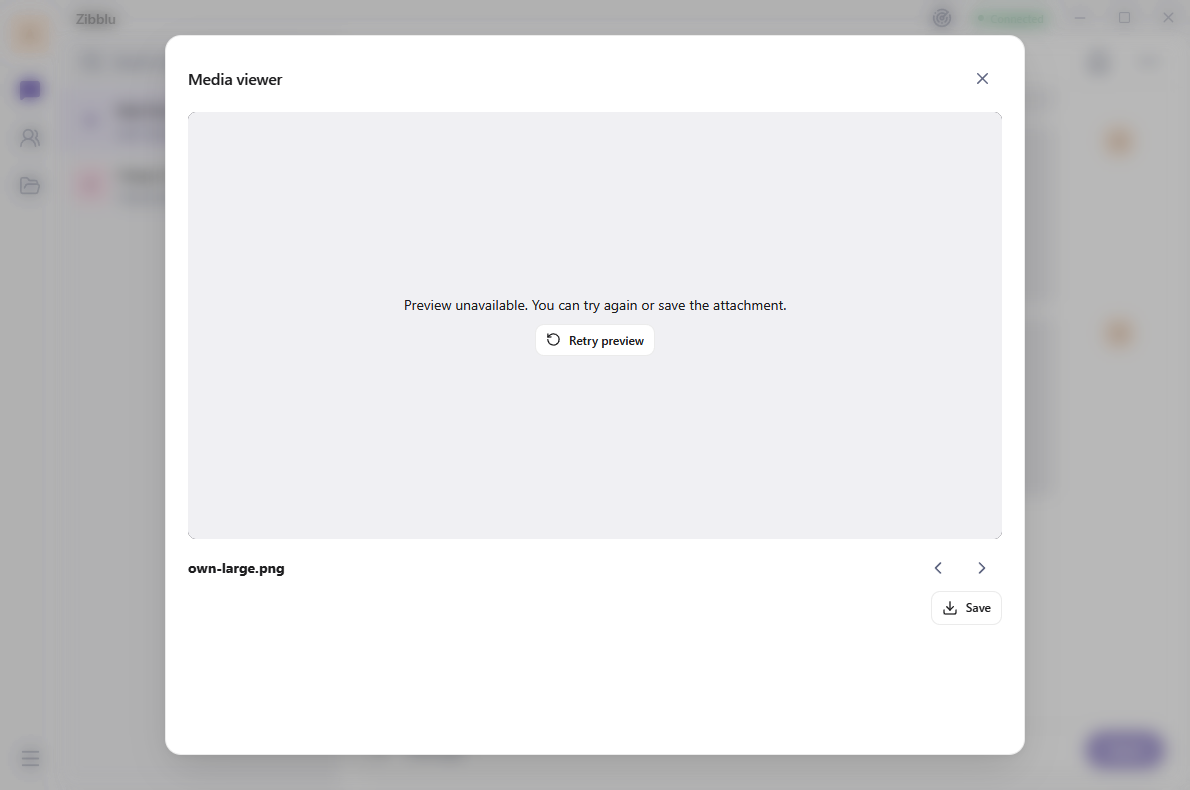 Zibblu
Connected
Media viewer
Preview unavailable. You can try again or save the attachment.
Retry preview
own-large.png
Save